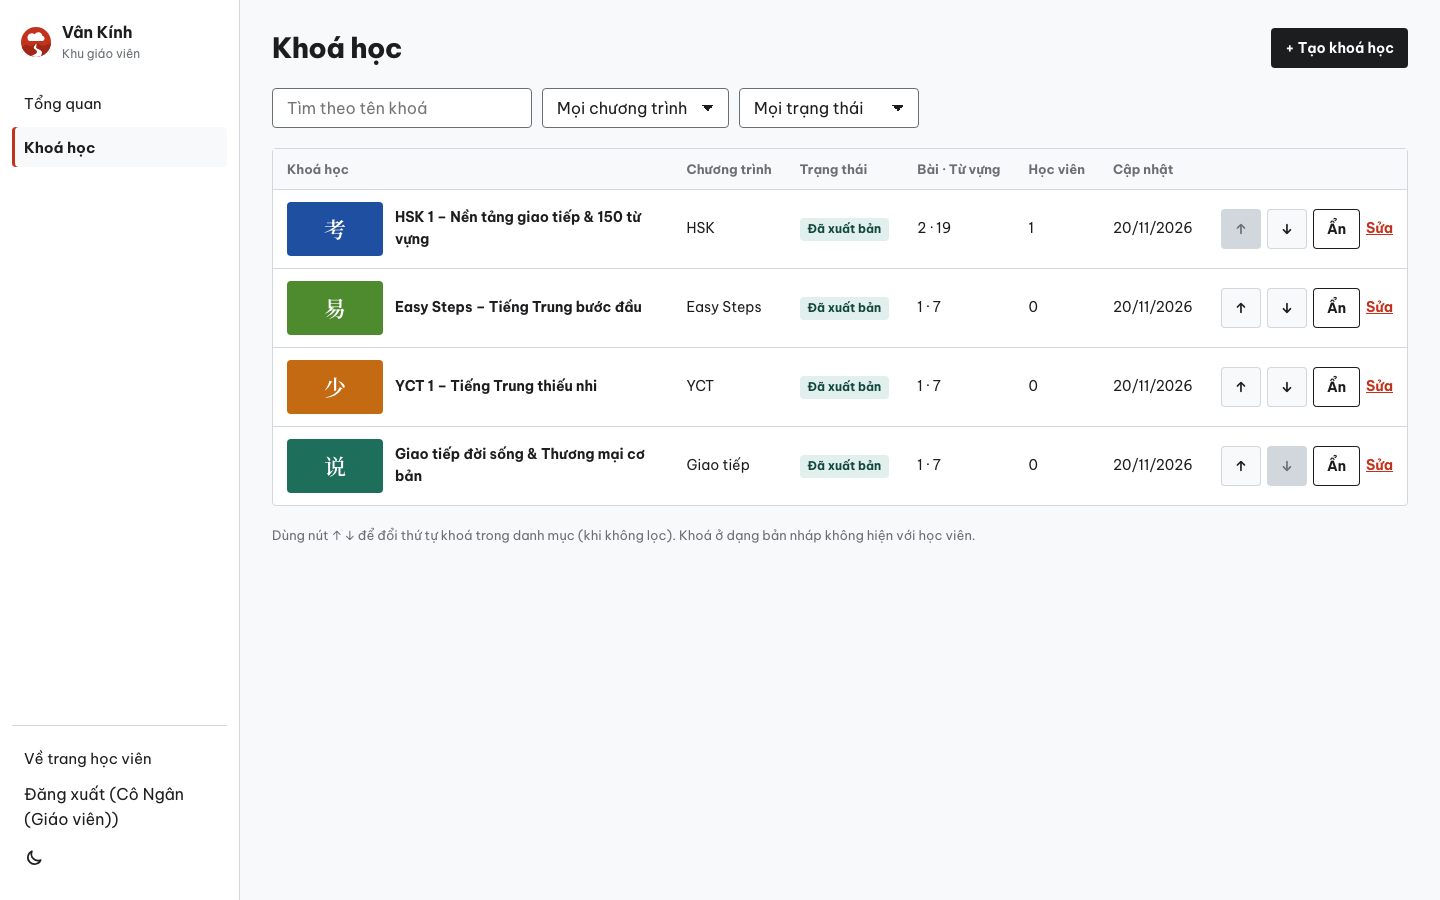 Vân Kính
Khu giáo viên
Tổng quan
Khoá học
Về trang học viên
Đăng xuất (Cô Ngân
(Giáo viên))
Khoá học
+ Tạo khoá học
Tìm theo tên khoá
Mọi chương trình
Mọi trạng thái
Khoá học Chương trình Trạng thái Bài · Từ vựng Học viên Cập nhật
考 HSK 1 – Nền tảng giao tiếp & 150 từ
vựng
HSK Đã xuất bản 2 · 19 1 20/11/2026 ↑ ↓ Ẩn Sửa
易 Easy Steps – Tiếng Trung bước đầu Easy Steps Đã xuất bản 1 · 7 0 20/11/2026 ↑ ↓ Ẩn Sửa
少 YCT 1 – Tiếng Trung thiếu nhi YCT Đã xuất bản 1 · 7 0 20/11/2026 ↑ ↓ Ẩn Sửa
说 Giao tiếp đời sống & Thương mại cơ
bản
Giao tiếp Đã xuất bản 1 · 7 0 20/11/2026 ↑ ↓ Ẩn Sửa
Dùng nút ↑ ↓ để đổi thứ tự khoá trong danh mục (khi không lọc). Khoá ở dạng bản nháp không hiện với học viên.